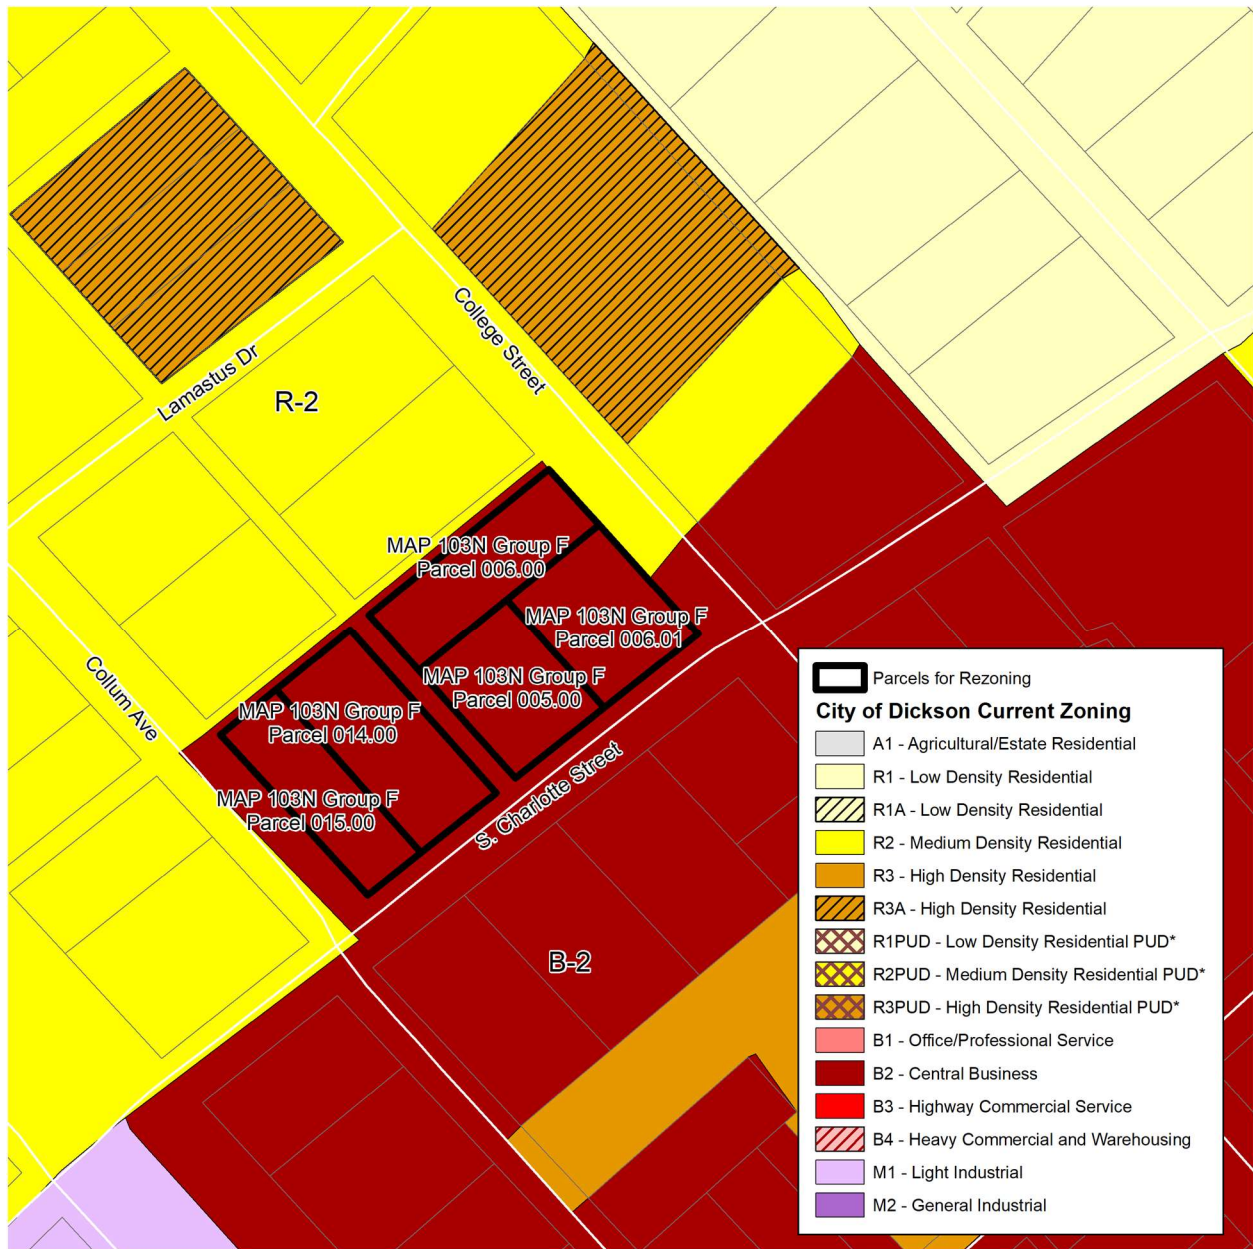 College Street
Lamastus Dr
R-2
MAP 103N Group F
Parcel 006.00
MAP 103N Group F
Parcel 006.01
MAP 103N Group F
Parcel 005.00
Collum Ave
MAP 103N Group F
Parcel 014.00
MAP 103N Group F
Parcel 015.00
S. Charlotte Street
B-2
Parcels for Rezoning
City of Dickson Current Zoning
A1 - Agricultural/Estate Residential
R1 - Low Density Residential
R1A - Low Density Residential
R2 - Medium Density Residential
R3 - High Density Residential
R3A - High Density Residential
R1PUD - Low Density Residential PUD*
R2PUD - Medium Density Residential PUD*
R3PUD - High Density Residential PUD*
B1 - Office/Professional Service
B2 - Central Business
B3 - Highway Commercial Service
B4 - Heavy Commercial and Warehousing
M1 - Light Industrial
M2 - General Industrial